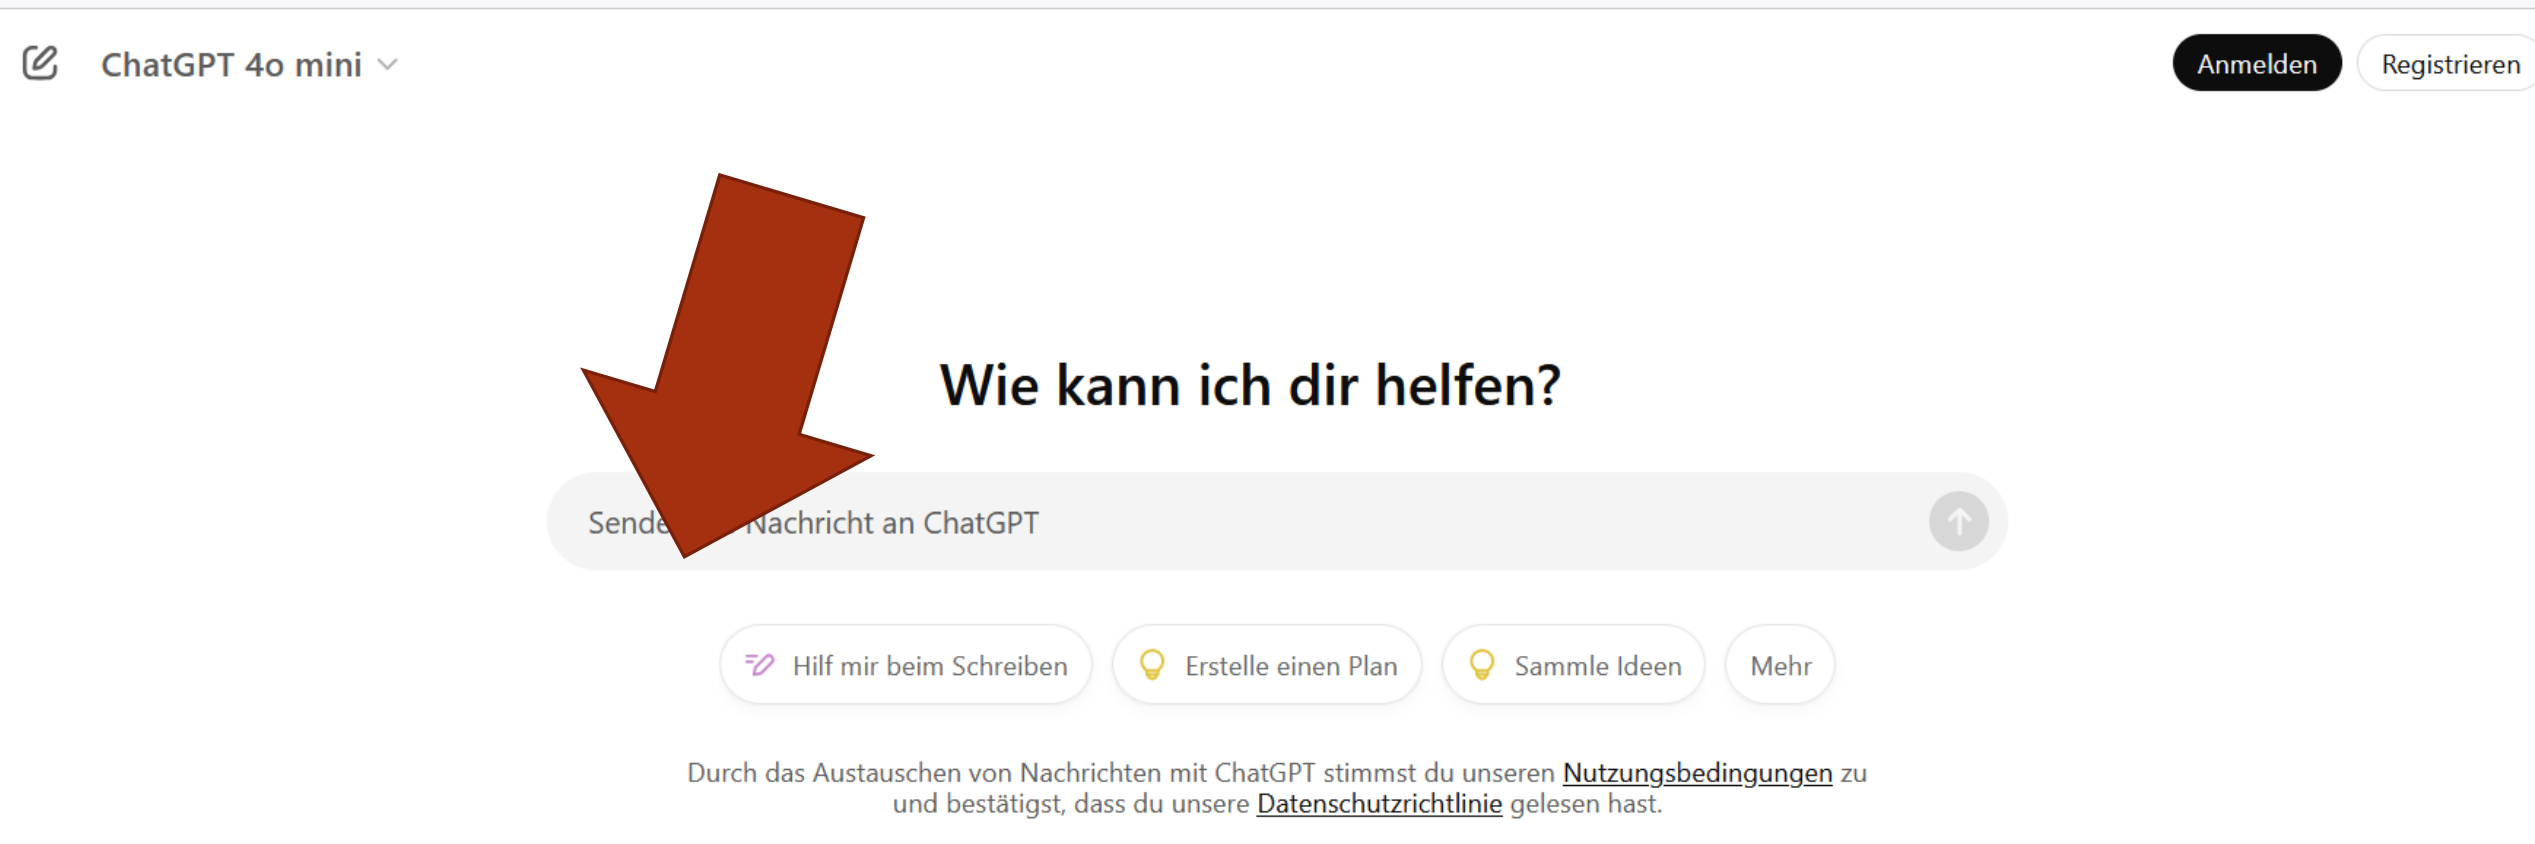 ChatGPT 4o mini
Anmelden
Registrieren
Wie kann ich dir helfen?
Sende Nachricht an ChatGPT
Hilf mir beim Schreiben
Erstelle einen Plan
Sammle Ideen
Mehr
Durch das Austauschen von Nachrichten mit ChatGPT stimmst du unseren Nutzungsbedingungen zu
und bestätigst, dass du unsere Datenschutzrichtlinie gelesen hast.